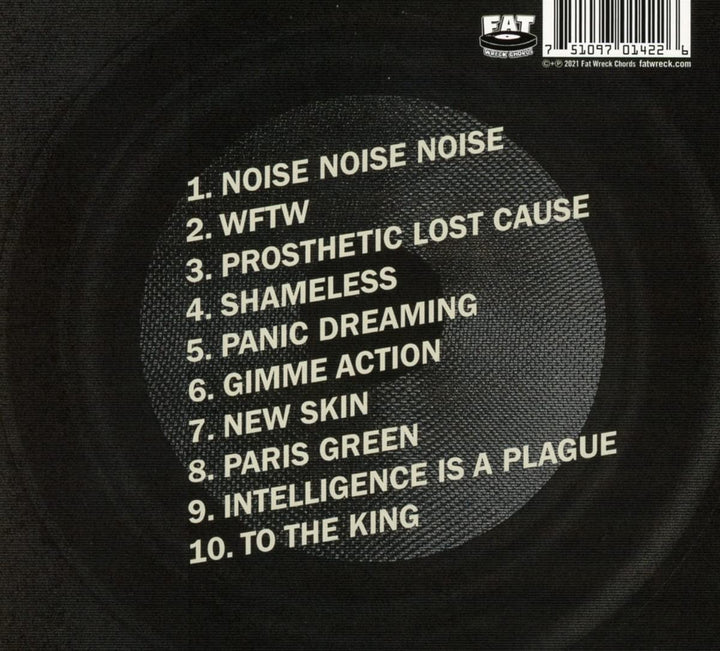 FAT
WRECK CHORDS
7 51097 01422 6
©+℗ 2021 Fat Wreck Chords fatwreck.com
1. NOISE NOISE NOISE
2. WFTW
3. PROSTHETIC LOST CAUSE
4. SHAMELESS
5. PANIC DREAMING
6. GIMME ACTION
7. NEW SKIN
8. PARIS GREEN
9. INTELLIGENCE IS A PLAGUE
10. TO THE KING